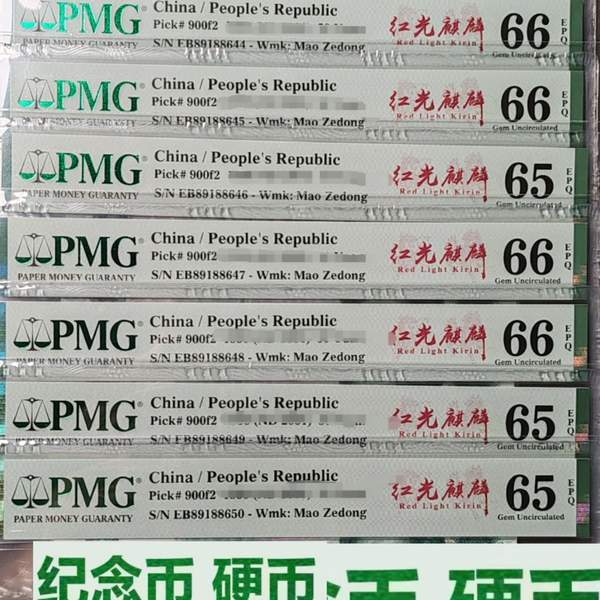 PMG
PAPER MONEY GUARANTY
China / People's Republic
Pick# 900f2
S/N EB89188644 - Wmk: Mao Zedong
红光麒麟
Red Light Kirin
66 EPQ
PMG
PAPER MONEY GUARANTY
China / People's Republic
Pick# 900f2
S/N EB89188645 - Wmk: Mao Zedong
红光麒麟
Red Light Kirin
66 EPQ
Gem Uncirculated
PMG
PAPER MONEY GUARANTY
China / People's Republic
Pick# 900f2
S/N EB89188646 - Wmk: Mao Zedong
红光麒麟
Red Light Kirin
65 EPQ
Gem Uncirculated
PMG
PAPER MONEY GUARANTY
China / People's Republic
Pick# 900f2
S/N EB89188647 - Wmk: Mao Zedong
红光麒麟
Red Light Kirin
66 EPQ
Gem Uncirculated
PMG
PAPER MONEY GUARANTY
China / People's Republic
Pick# 900f2
S/N EB89188648 - Wmk: Mao Zedong
红光麒麟
Red Light Kirin
66 EPQ
Gem Uncirculated
PMG
PAPER MONEY GUARANTY
China / People's Republic
Pick# 900f2
S/N EB89188649 - Wmk: Mao Zedong
红光麒麟
Red Light Kirin
65 EPQ
Gem Uncirculated
PMG
PAPER MONEY GUARANTY
China / People's Republic
Pick# 900f2
S/N EB89188650 - Wmk: Mao Zedong
红光麒麟
Red Light Kirin
65 EPQ
Gem Uncirculated
纪念币 硬币